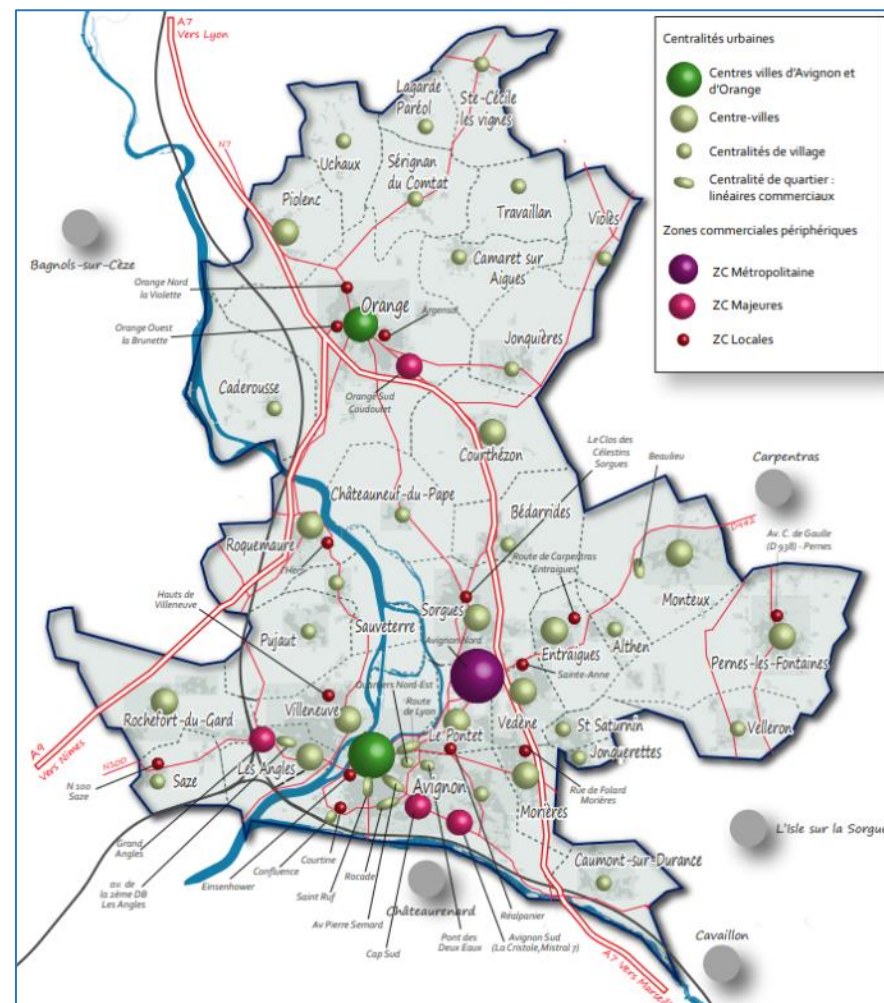 A7
Vers Lyon
N7
Lagarde
Paréol
Ste-Cécile
les vignes
Uchaux
Sérignan
du Comtat
Travaillan
Violès
Piolenc
Camaret sur
Aigues
Bagnols-sur-Cèze
Orange Nord
la Violette
Orange
Orange Ouest
la Brunette
Jonquières
Orange Sud
Coudoulet
Caderousse
Courthézon
Le Clos des
Célestins
Sorgues
Beaulieu
Carpentras
Châteauneuf-du-Pape
Bédarrides
D942
Av. C. de Gaulle
(D 938) - Pernes
Roquemaure
Route de Carpentras
Entraigues
Monteux
Hauts de
Villeneuve
Sorgues
Pujaut
Sauveterre
Avignon Nord
Entraigues
Althen
Pernes-les-Fontaines
Sainte-Anne
Quartiers Nord-Est
Route
de Lyon
Rochefort-du-Gard
Villeneuve
Le Pontet
Vedène
St Saturnin
Velleron
Jonquerettes
A9
Vers Nîmes
N100
N 100
Saze
Saze
Les Angles
Avignon
Morières
Rue de Folard
Morières
L'Isle sur la Sorgue
Grand
Angles
Courtine
Confluence
Einsenhower
Rocade
Saint Ruf
av. de
la 2ème DB
Les Angles
Av Pierre Semard
Cap Sud
Châteaurenard
Pont des
Deux Eaux
Réalpanier
Avignon Sud
(La Cristole,Mistral 7)
Caumont-sur-Durance
Cavaillon
Centralités urbaines
Centres villes d'Avignon et
d'Orange
Centre-villes
Centralités de village
Centralité de quartier :
linéaires commerciaux
Zones commerciales périphériques
ZC Métropolitaine
ZC Majeures
ZC Locales